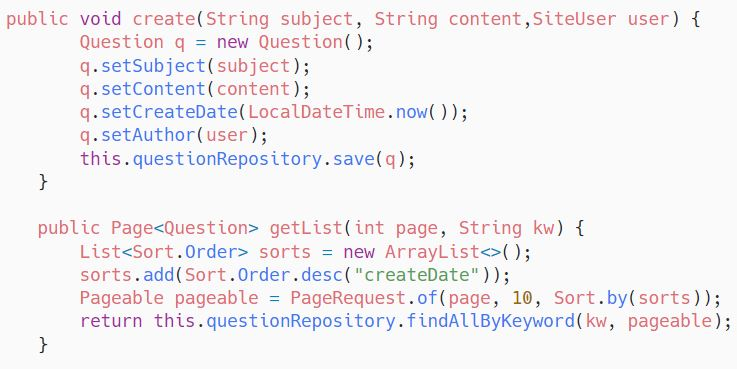 public void create(String subject, String content,SiteUser user) {
Question q = new Question();
q.setSubject(subject);
q.setContent(content);
q.setCreateDate(LocalDateTime.now());
q.setAuthor(user);
this.questionRepository.save(q);
}
public Page<Question> getList(int page, String kw) {
List<Sort.Order> sorts = new ArrayList<>();
sorts.add(Sort.Order.desc("createDate"));
Pageable pageable = PageRequest.of(page, 10, Sort.by(sorts));
return this.questionRepository.findAllByKeyword(kw, pageable);
}